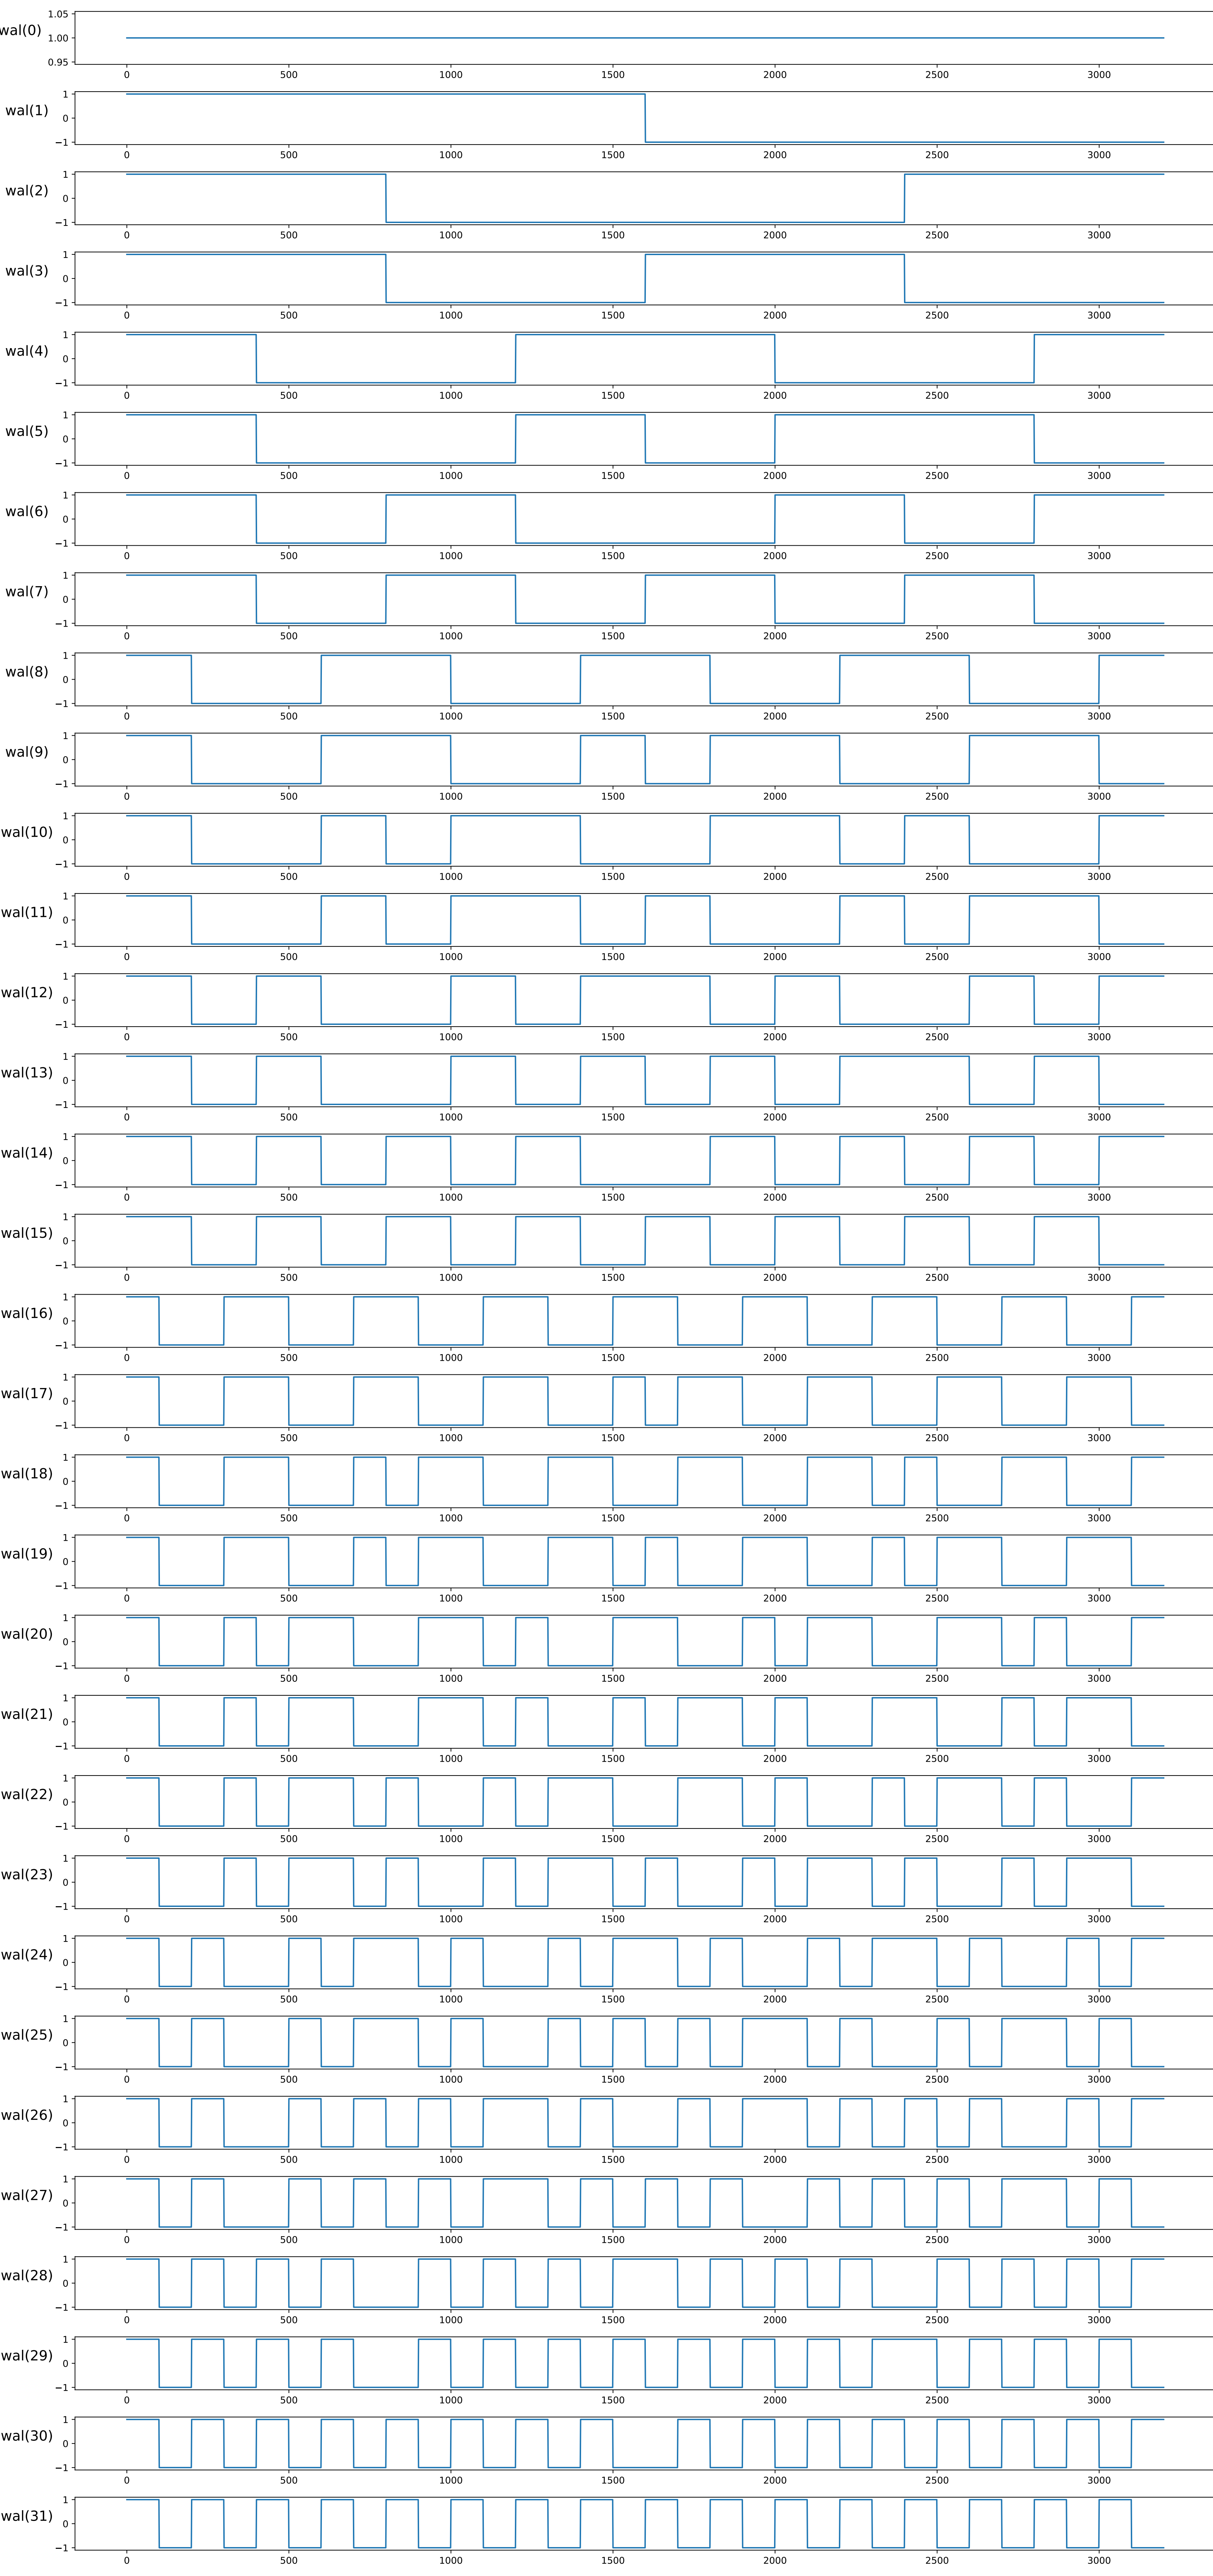 1.05
wal(0) 1.00
0.95
0 500 1000 1500 2000 2500 3000
1
wal(1) 0
−1
0 500 1000 1500 2000 2500 3000
1
wal(2) 0
−1
0 500 1000 1500 2000 2500 3000
1
wal(3) 0
−1
0 500 1000 1500 2000 2500 3000
1
wal(4) 0
−1
0 500 1000 1500 2000 2500 3000
1
wal(5) 0
−1
0 500 1000 1500 2000 2500 3000
1
wal(6) 0
−1
0 500 1000 1500 2000 2500 3000
1
wal(7) 0
−1
0 500 1000 1500 2000 2500 3000
1
wal(8) 0
−1
0 500 1000 1500 2000 2500 3000
1
wal(9) 0
−1
0 500 1000 1500 2000 2500 3000
1
wal(10) 0
−1
0 500 1000 1500 2000 2500 3000
1
wal(11) 0
−1
0 500 1000 1500 2000 2500 3000
1
wal(12) 0
−1
0 500 1000 1500 2000 2500 3000
1
wal(13) 0
−1
0 500 1000 1500 2000 2500 3000
1
wal(14) 0
−1
0 500 1000 1500 2000 2500 3000
1
wal(15) 0
−1
0 500 1000 1500 2000 2500 3000
1
wal(16) 0
−1
0 500 1000 1500 2000 2500 3000
1
wal(17) 0
−1
0 500 1000 1500 2000 2500 3000
1
wal(18) 0
−1
0 500 1000 1500 2000 2500 3000
1
wal(19) 0
−1
0 500 1000 1500 2000 2500 3000
1
wal(20) 0
−1
0 500 1000 1500 2000 2500 3000
1
wal(21) 0
−1
0 500 1000 1500 2000 2500 3000
1
wal(22) 0
−1
0 500 1000 1500 2000 2500 3000
1
wal(23) 0
−1
0 500 1000 1500 2000 2500 3000
1
wal(24) 0
−1
0 500 1000 1500 2000 2500 3000
1
wal(25) 0
−1
0 500 1000 1500 2000 2500 3000
1
wal(26) 0
−1
0 500 1000 1500 2000 2500 3000
1
wal(27) 0
−1
0 500 1000 1500 2000 2500 3000
1
wal(28) 0
−1
0 500 1000 1500 2000 2500 3000
1
wal(29) 0
−1
0 500 1000 1500 2000 2500 3000
1
wal(30) 0
−1
0 500 1000 1500 2000 2500 3000
1
wal(31) 0
−1
0 500 1000 1500 2000 2500 3000